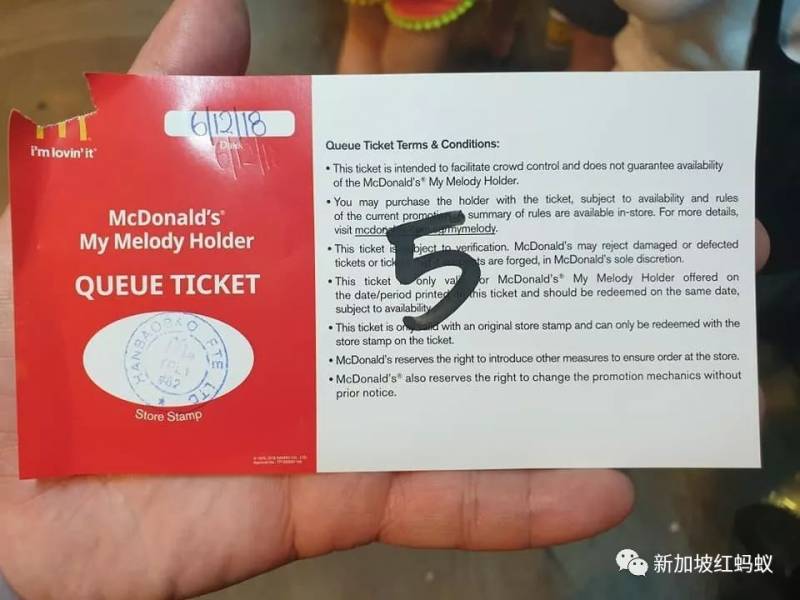 6/12/18
Date
i'm lovin' it®
McDonald's®
My Melody Holder
QUEUE TICKET
HANBAOBAO PTE LTD
Store Stamp
Queue Ticket Terms & Conditions:
• This ticket is intended to facilitate crowd control and does not guarantee availability
of the McDonald's® My Melody Holder.
• You may purchase the holder with the ticket, subject to availability and rules
of the current summary of rules are available in-store. For more details,
visit
• This ticket subject to verification. McDonald's may reject damaged or defected
tickets or are forged, in McDonald's sole discretion.
• This ticket only for McDonald's® My Melody Holder offered on
the date/period printed this ticket and should be redeemed on the same date,
subject to availability.
• This ticket is only with an original store stamp and can only be redeemed with the
store stamp on the ticket.
• McDonald's reserves the right to introduce other measures to ensure order at the store.
• McDonald's® also reserves the right to change the promotion mechanics without
prior notice.
5
新加坡红蚂蚁